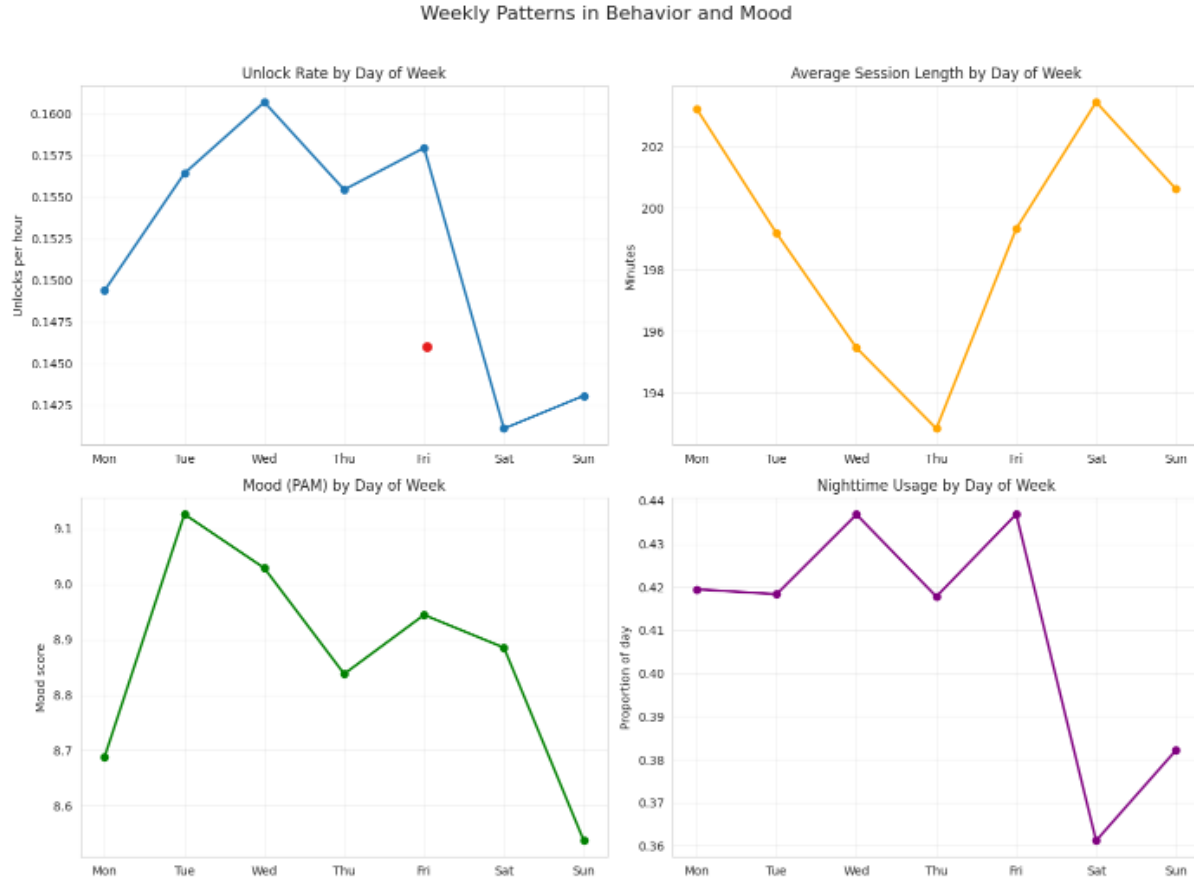 Weekly Patterns in Behavior and Mood
Unlock Rate by Day of Week
Unlocks per hour
0.1600
0.1575
0.1550
0.1525
0.1500
0.1475
0.1450
0.1425
Mon Tue Wed Thu Fri Sat Sun
Average Session Length by Day of Week
Minutes
202
200
198
196
194
Mon Tue Wed Thu Fri Sat Sun
Mood (PAM) by Day of Week
Mood score
9.1
9.0
8.9
8.8
8.7
8.6
Mon Tue Wed Thu Fri Sat Sun
Nighttime Usage by Day of Week
Proportion of day
0.44
0.43
0.42
0.41
0.40
0.39
0.38
0.37
0.36
Mon Tue Wed Thu Fri Sat Sun